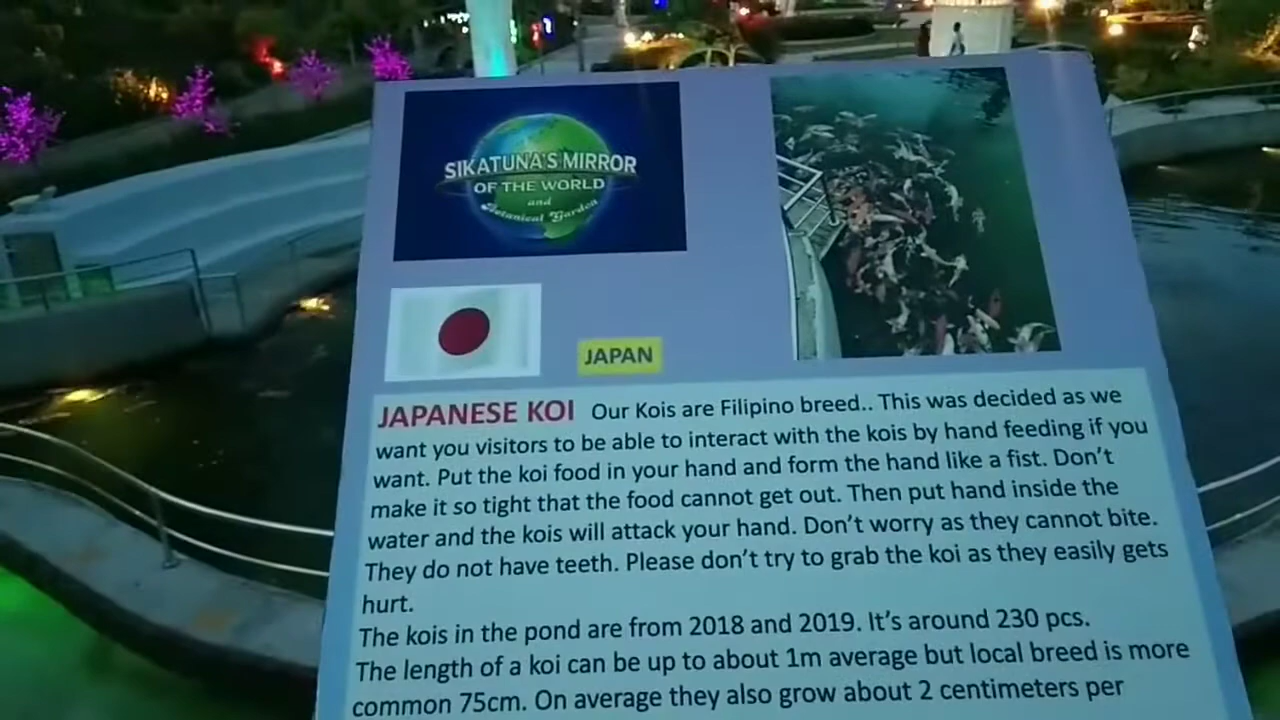 SIKATUNA'S MIRROR
OF THE WORLD
and
Botanical Garden
JAPAN
JAPANESE KOI Our Kois are Filipino breed.. This was decided as we
want you visitors to be able to interact with the kois by hand feeding if you
want. Put the koi food in your hand and form the hand like a fist. Don't
make it so tight that the food cannot get out. Then put hand inside the
water and the kois will attack your hand. Don't worry as they cannot bite.
They do not have teeth. Please don't try to grab the koi as they easily gets
hurt.
The kois in the pond are from 2018 and 2019. It's around 230 pcs.
The length of a koi can be up to about 1m average but local breed is more
common 75cm. On average they also grow about 2 centimeters per